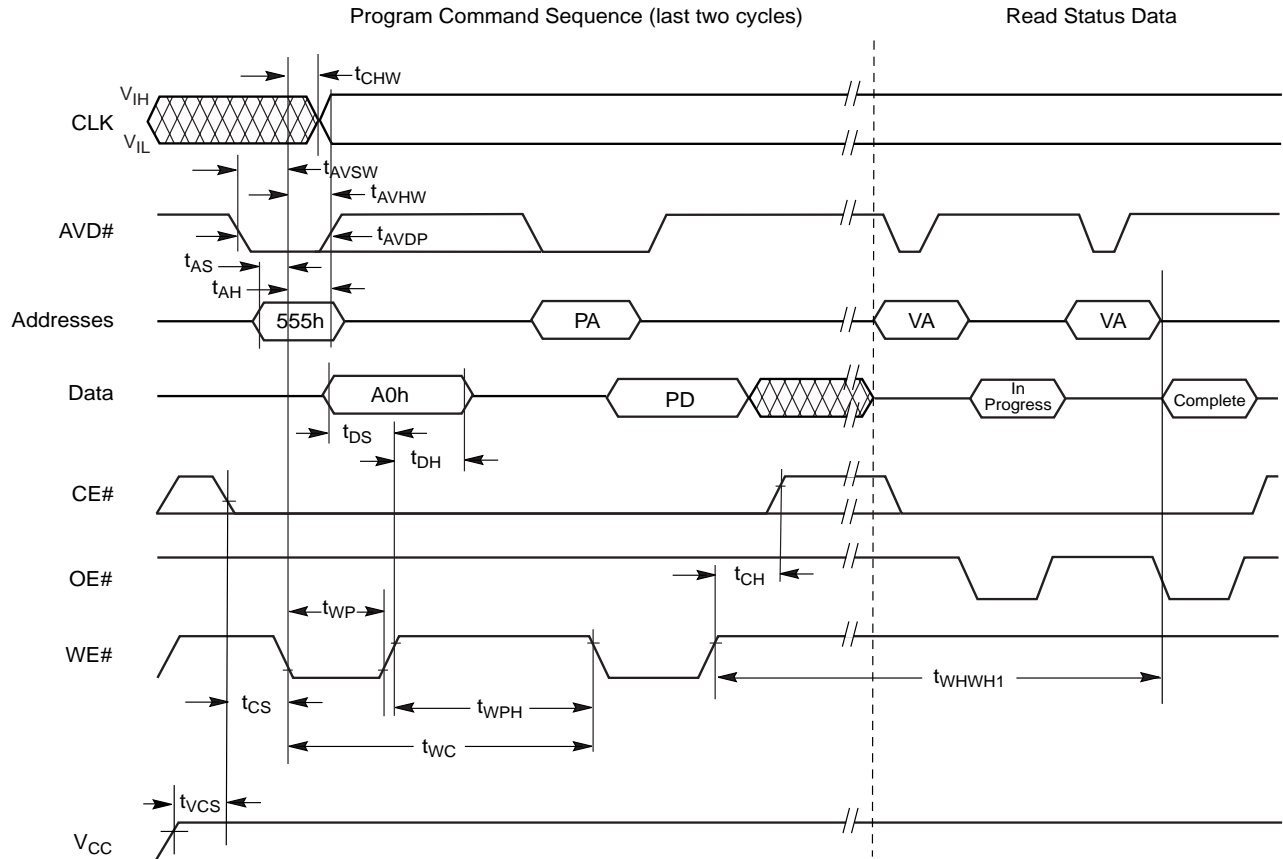 Program Command Sequence (last two cycles)
Read Status Data
tCHW
VIH
CLK
VIL
tAVSW
tAVHW
AVD#
tAVDP
tAS
tAH
Addresses
555h
PA
VA
VA
Data
A0h
PD
In
Progress
Complete
tDS
tDH
CE#
OE#
tCH
tWP
WE#
tWHWH1
tCS
tWPH
tWC
tVCS
VCC